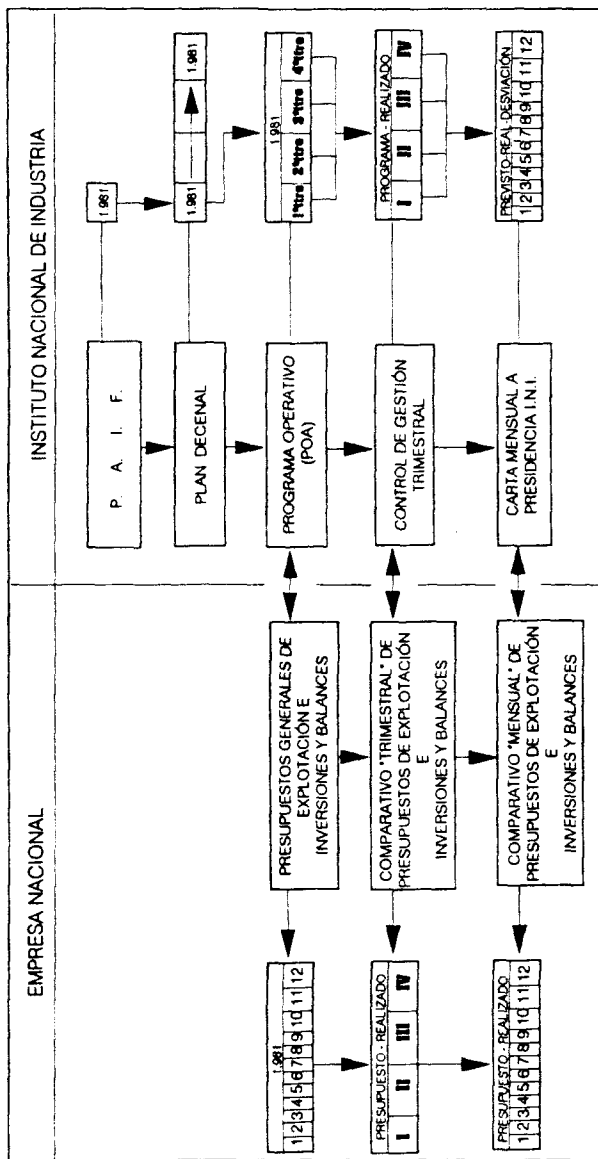 EMPRESA NACIONAL
INSTITUTO NACIONAL DE INDUSTRIA
P. A. I. F.
1.981
PLAN DECENAL
1.981
1.981
1.981
1 2 3 4 5 6 7 8 9 10 11 12
PRESUPUESTOS GENERALES DE
EXPLOTACIÓN E
INVERSIONES Y BALANCES
PROGRAMA OPERATIVO
(POA)
1.981
1ºttre 2ºttre 3ºttre 4ºttre
PRESUPUESTO - REALIZADO
I II III IV
COMPARATIVO "TRIMESTRAL" DE
PRESUPUESTOS DE EXPLOTACIÓN
E
INVERSIONES Y BALANCES
CONTROL DE GESTIÓN
TRIMESTRAL
PROGRAMA - REALIZADO
I II III IV
PRESUPUESTO - REALIZADO
1 2 3 4 5 6 7 8 9 10 11 12
COMPARATIVO "MENSUAL" DE
PRESUPUESTOS DE EXPLOTACIÓN
E
INVERSIONES Y BALANCES
CARTA MENSUAL A
PRESIDENCIA I.N.I.
PREVISTO-REAL-DESVIACIÓN
1 2 3 4 5 6 7 8 9 10 11 12